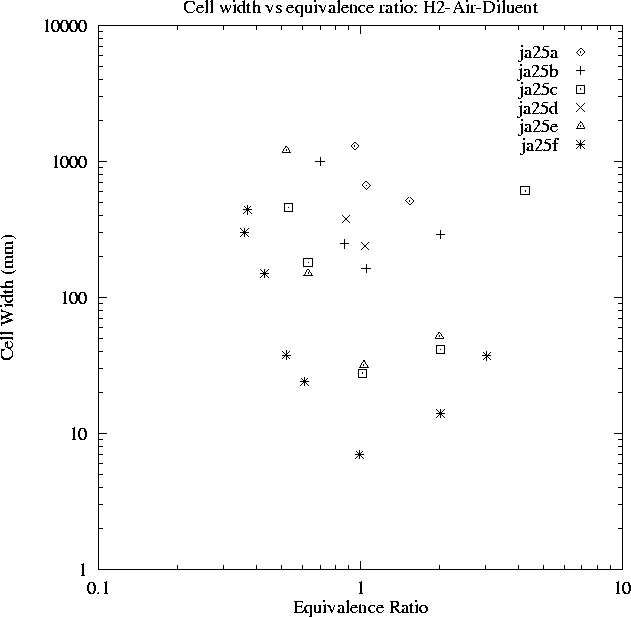 Cell width vs equivalence ratio: H2-Air-Diluent
10000
1000
100
10
1
Cell Width (mm)
ja25a
ja25b
ja25c
ja25d
ja25e
ja25f
0.1
1
10
Equivalence Ratio